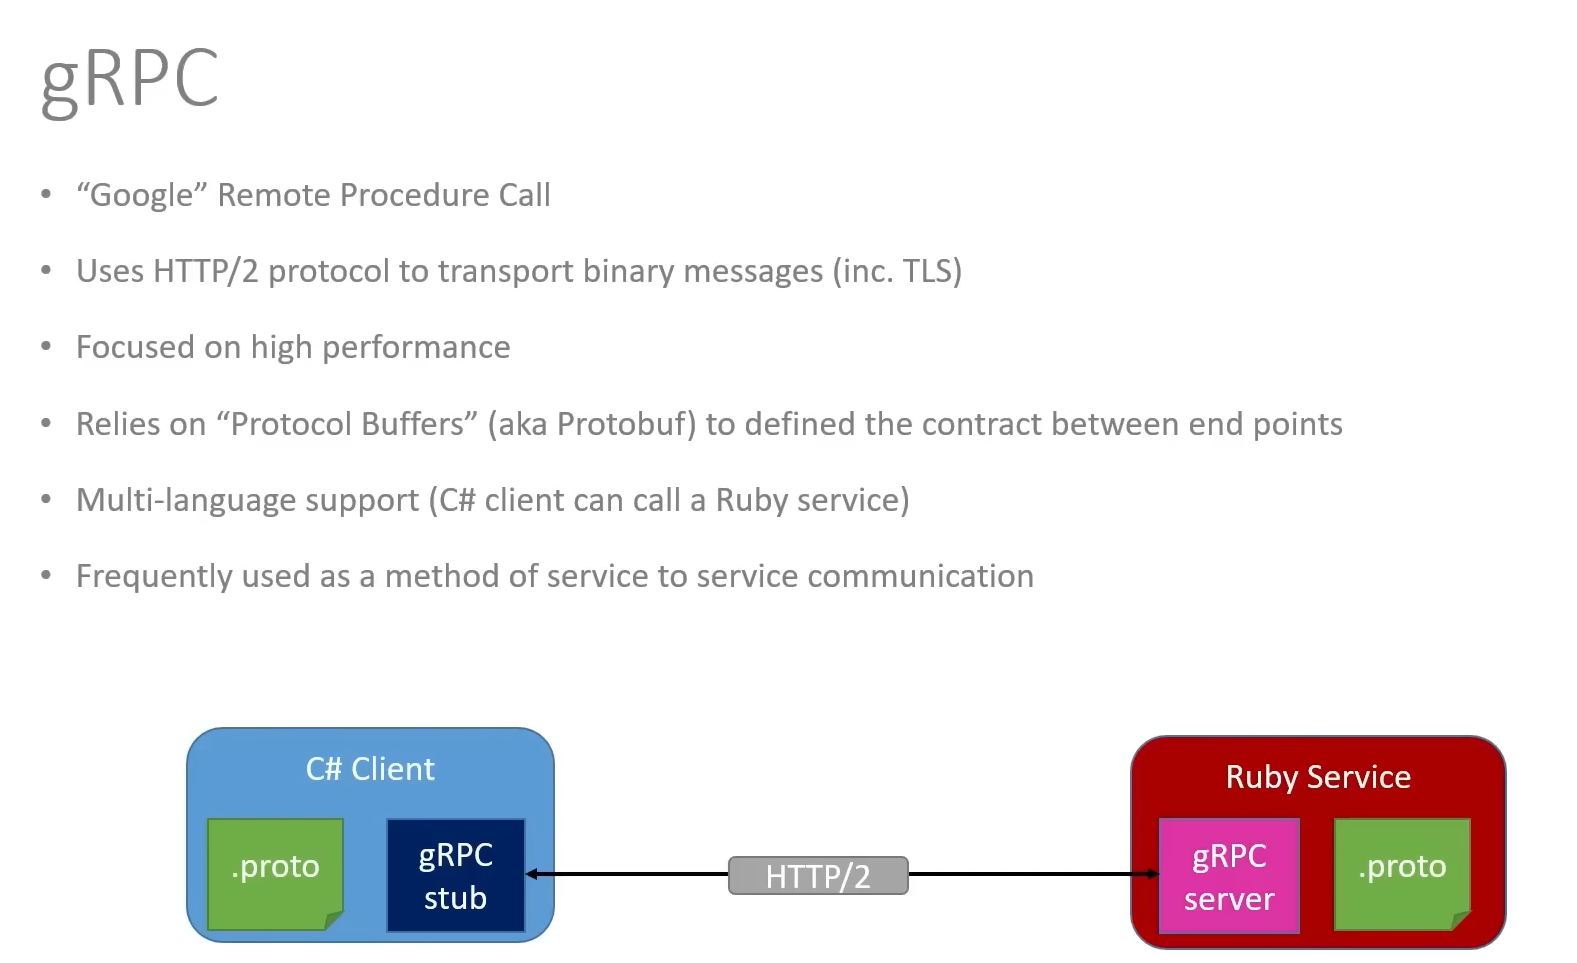 gRPC
• “Google” Remote Procedure Call
• Uses HTTP/2 protocol to transport binary messages (inc. TLS)
• Focused on high performance
• Relies on “Protocol Buffers” (aka Protobuf) to defined the contract between end points
• Multi-language support (C# client can call a Ruby service)
• Frequently used as a method of service to service communication
C# Client
.proto
gRPC
stub
HTTP/2
Ruby Service
gRPC
server
.proto